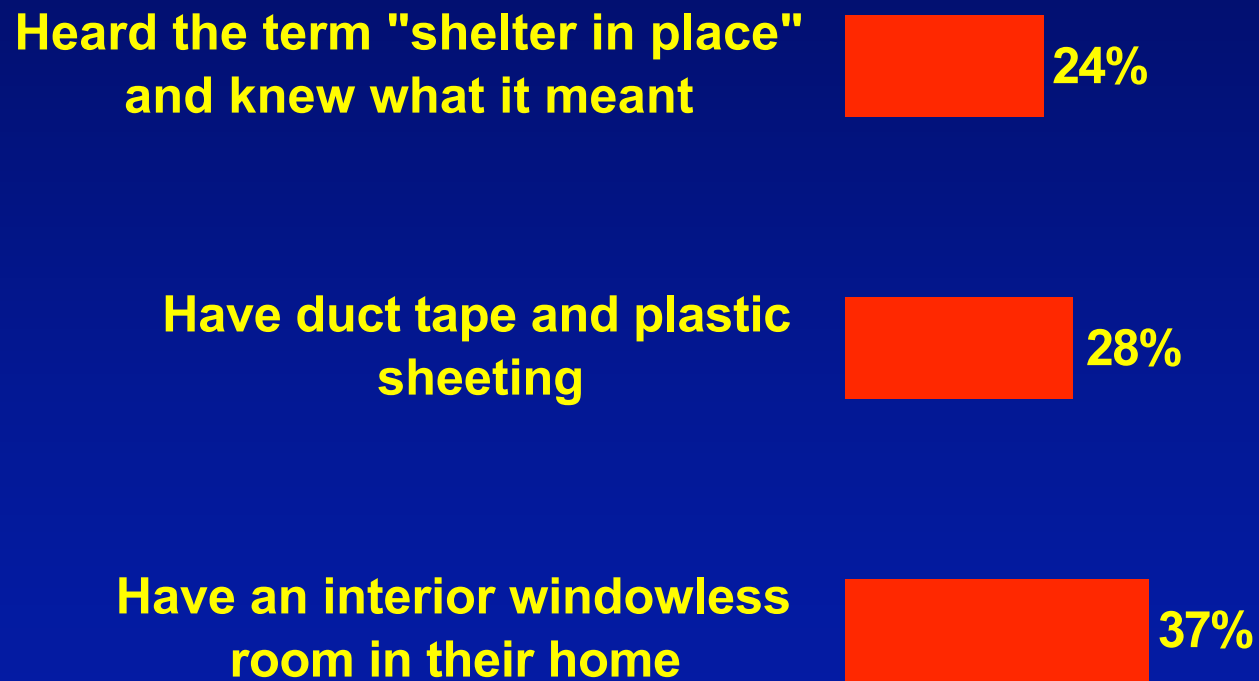 Heard the term "shelter in place"
and knew what it meant
24%
Have duct tape and plastic
sheeting
28%
Have an interior windowless
room in their home
37%